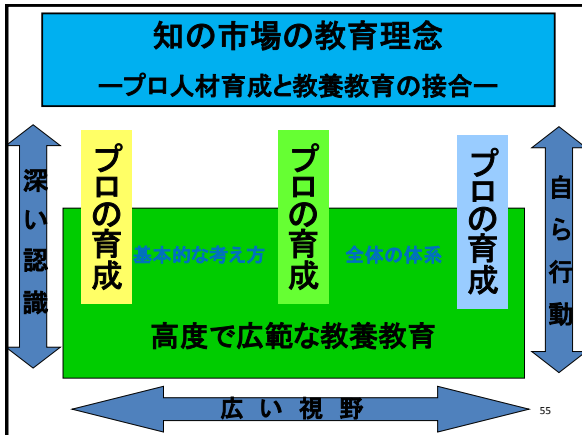 知の市場の教育理念
ープロ人材育成と教養教育の接合ー
深い認識
プロの育成
プロの育成
プロの育成
自ら行動
基本的な考え方
全体の体系
高度で広範な教養教育
広い視野
55